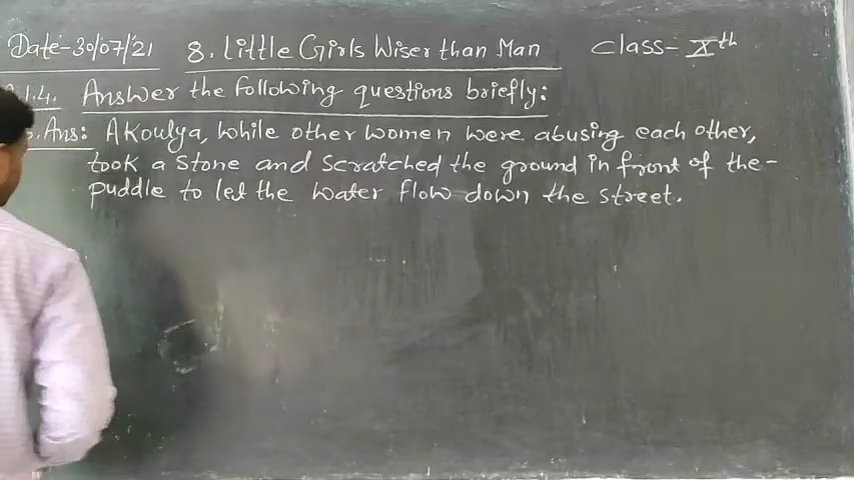 Date-30/07/21 8. Little Girls Wiser than Man Class- Xth
1.4. Answer the following questions briefly:
Ans: Akoulya, while other women were abusing each other,
took a stone and scratched the ground in front of the-
puddle to let the water flow down the street.